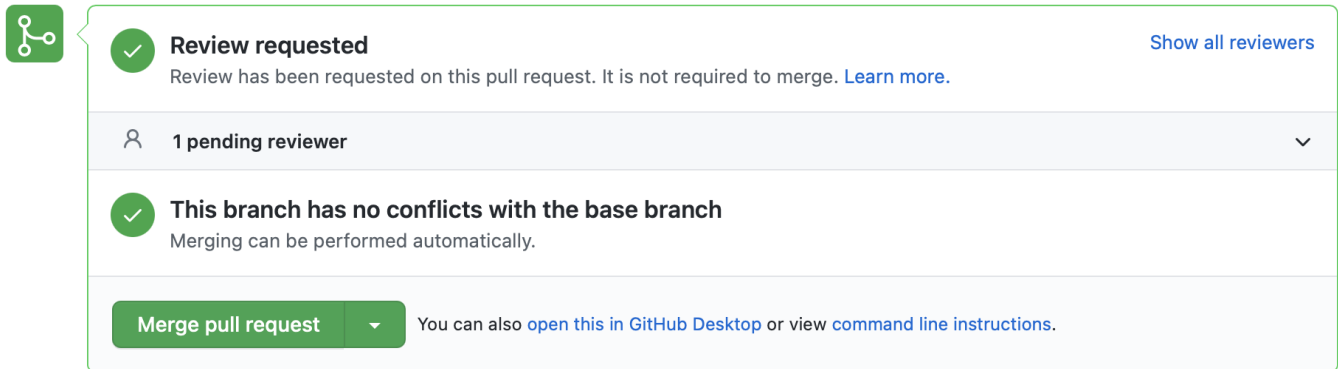 Review requested
Show all reviewers
Review has been requested on this pull request. It is not required to merge. Learn more.
1 pending reviewer
This branch has no conflicts with the base branch
Merging can be performed automatically.
Merge pull request
You can also open this in GitHub Desktop or view command line instructions.